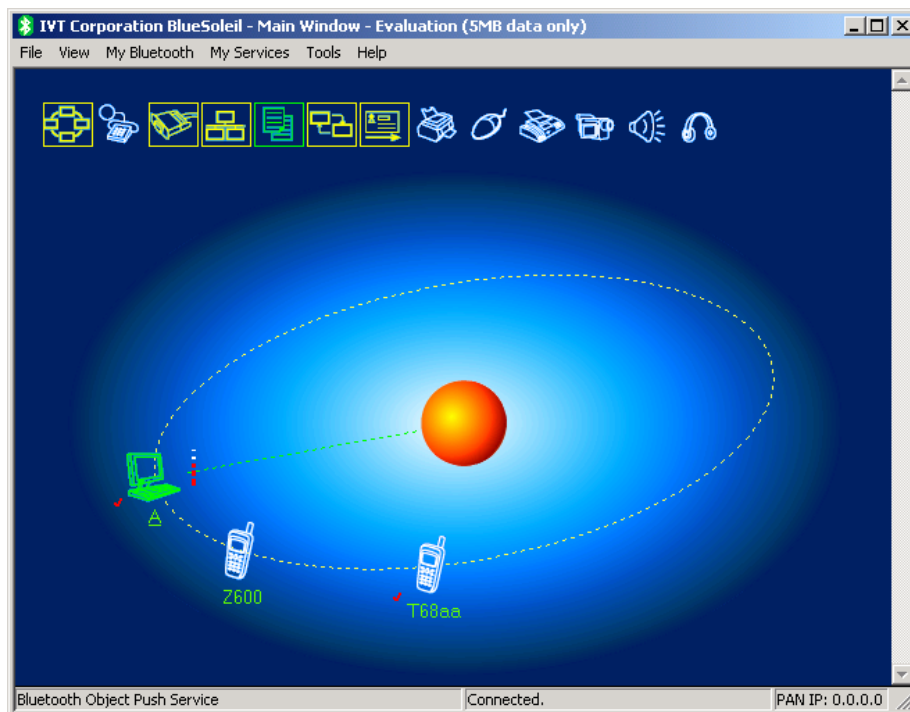 IVT Corporation BlueSoleil - Main Window - Evaluation (5MB data only)
File View My Bluetooth My Services Tools Help
A
Z600
T68aa
Bluetooth Object Push Service Connected. PAN IP: 0.0.0.0